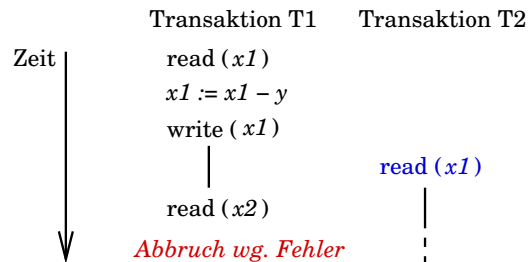 Transaktion T1 Transaktion T2
Zeit read (x1)
x1 := x1 − y
write (x1)
read (x1)
read (x2)
Abbruch wg. Fehler